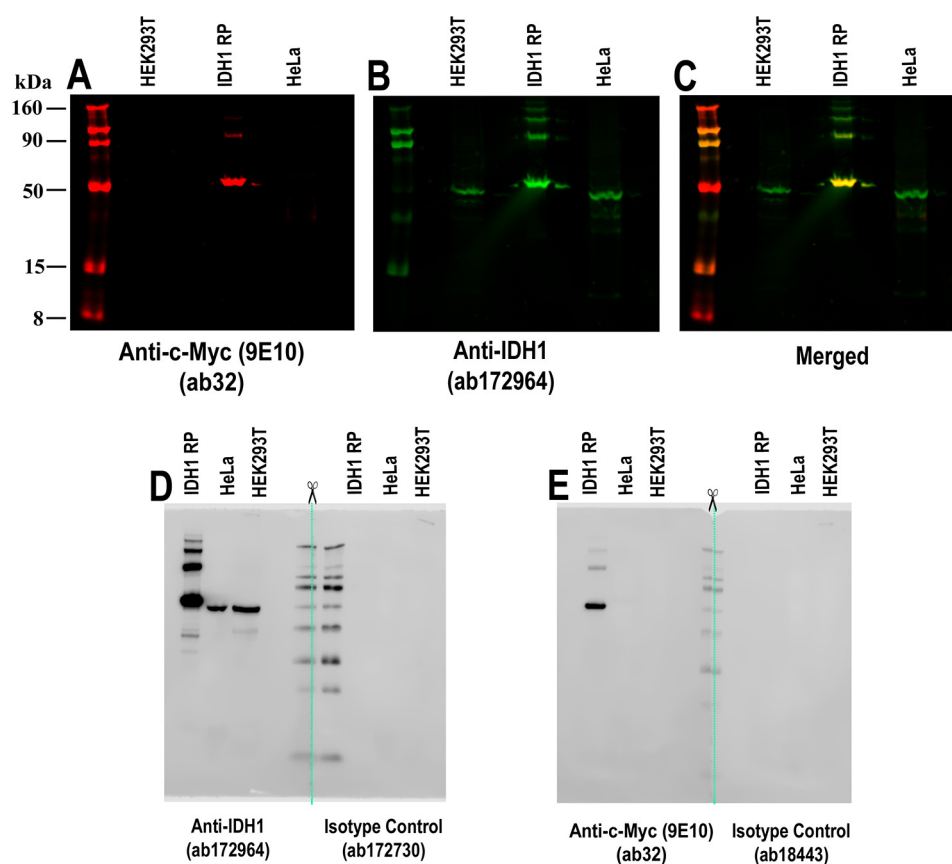 kDa
160
90
50
15
8
A
HEK293T
IDH1 RP
HeLa
Anti-c-Myc (9E10)
(ab32)
B
HEK293T
IDH1 RP
HeLa
Anti-IDH1
(ab172964)
C
HEK293T
IDH1 RP
HeLa
Merged
D
IDH1 RP
HeLa
HEK293T
IDH1 RP
HeLa
HEK293T
Anti-IDH1
(ab172964)
Isotype Control
(ab172730)
E
IDH1 RP
HeLa
HEK293T
IDH1 RP
HeLa
HEK293T
Anti-c-Myc (9E10)
(ab32)
Isotype Control
(ab18443)